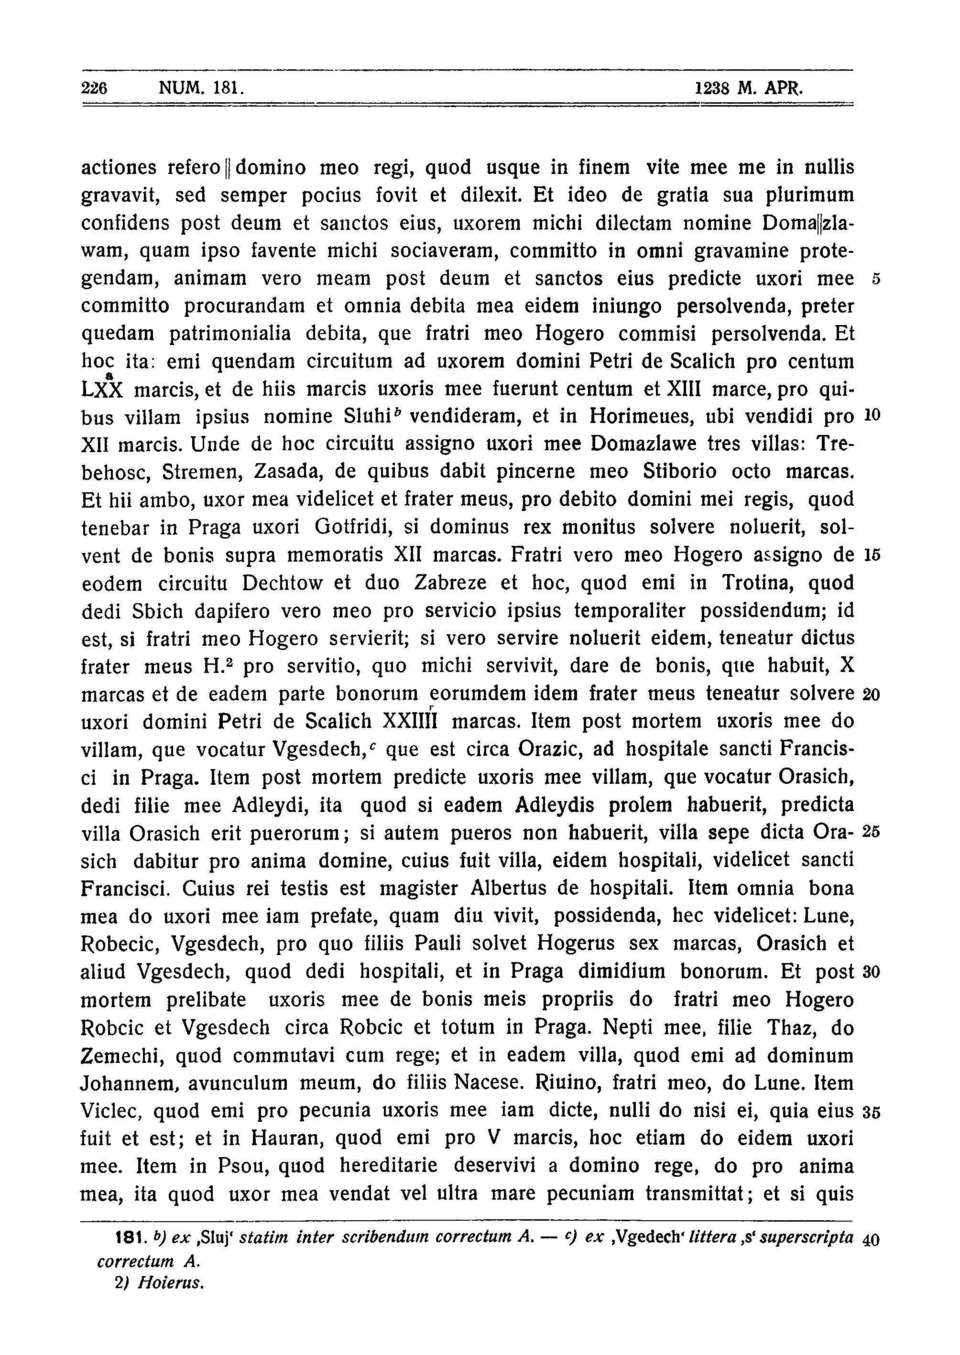 226 NUM. 181. 1238 M. APR.
actiones refero || domino meo regi, quod usque in finem vite mee me in nullis
gravavit, sed semper pocius fovit et dilexit. Et ideo de gratia sua plurimum
confidens post deum et sanctos eius, uxorem michi dilectam nomine Doma||zla-
wam, quam ipso favente michi sociaveram, committo in omni gravamine prote-
gendam, animam vero meam post deum et sanctos eius predicte uxori mee 5
committo procurandam et omnia debita mea eidem iniungo persolvenda, preter
quedam patrimonialia debita, que fratri meo Hogero commisi persolvenda. Et
hoc ita: emi quendam circuitum ad uxorem domini Petri de Scalich pro centum
LXXᵃ marcis, et de hiis marcis uxoris mee fuerunt centum et XIII marce, pro qui-
bus villam ipsius nomine Sluhi ᵇ vendideram, et in Horimeues, ubi vendidi pro 10
XII marcis. Unde de hoc circuitu assigno uxori mee Domazlawe tres villas: Tre-
behosc, Stremen, Zasada, de quibus dabit pincerne meo Stiborio octo marcas.
Et hii ambo, uxor mea videlicet et frater meus, pro debito domini mei regis, quod
tenebar in Praga uxori Gotfridi, si dominus rex monitus solvere noluerit, sol-
vent de bonis supra memoratis XII marcas. Fratri vero meo Hogero assigno de 15
eodem circuitu Dechtow et duo Zabreze et hoc, quod emi in Trotina, quod
dedi Sbich dapifero vero meo pro servicio ipsius temporaliter possidendum; id
est, si fratri meo Hogero servierit; si vero servire noluerit eidem, teneatur dictus
frater meus H.² pro servitio, quo michi servivit, dare de bonis, que habuit, X
marcas et de eadem parte bonorum eorumdem idem frater meus teneatur solvere 20
uxori domini Petri de Scalich XXIIIIʳ marcas. Item post mortem uxoris mee do
villam, que vocatur Vgesdech, ᶜ que est circa Orazic, ad hospitale sancti Francis-
ci in Praga. Item post mortem predicte uxoris mee villam, que vocatur Orasich,
dedi filie mee Adleydi, ita quod si eadem Adleydis prolem habuerit, predicta
villa Orasich erit puerorum; si autem pueros non habuerit, villa sepe dicta Ora- 25
sich dabitur pro anima domine, cuius fuit villa, eidem hospitali, videlicet sancti
Francisci. Cuius rei testis est magister Albertus de hospitali. Item omnia bona
mea do uxori mee iam prefate, quam diu vivit, possidenda, hec videlicet: Lune,
Robecic, Vgesdech, pro quo filiis Pauli solvet Hogerus sex marcas, Orasich et
aliud Vgesdech, quod dedi hospitali, et in Praga dimidium bonorum. Et post 30
mortem prelibate uxoris mee de bonis meis propriis do fratri meo Hogero
Robcic et Vgesdech circa Robcic et totum in Praga. Nepti mee, filie Thaz, do
Zemechi, quod commutavi cum rege; et in eadem villa, quod emi ad dominum
Johannem, avunculum meum, do filiis Nacese. Riuino, fratri meo, do Lune. Item
Viclec, quod emi pro pecunia uxoris mee iam dicte, nulli do nisi ei, quia eius 35
fuit et est; et in Hauran, quod emi pro V marcis, hoc etiam do eidem uxori
mee. Item in Psou, quod hereditarie deservivi a domino rege, do pro anima
mea, ita quod uxor mea vendat vel ultra mare pecuniam transmittat; et si quis
181. b) ex ‚Sluj‘ statim inter scribendum correctum A. — c) ex ‚Vgedech‘ littera ‚s‘ superscripta 40
correctum A.
2) Hoierus.